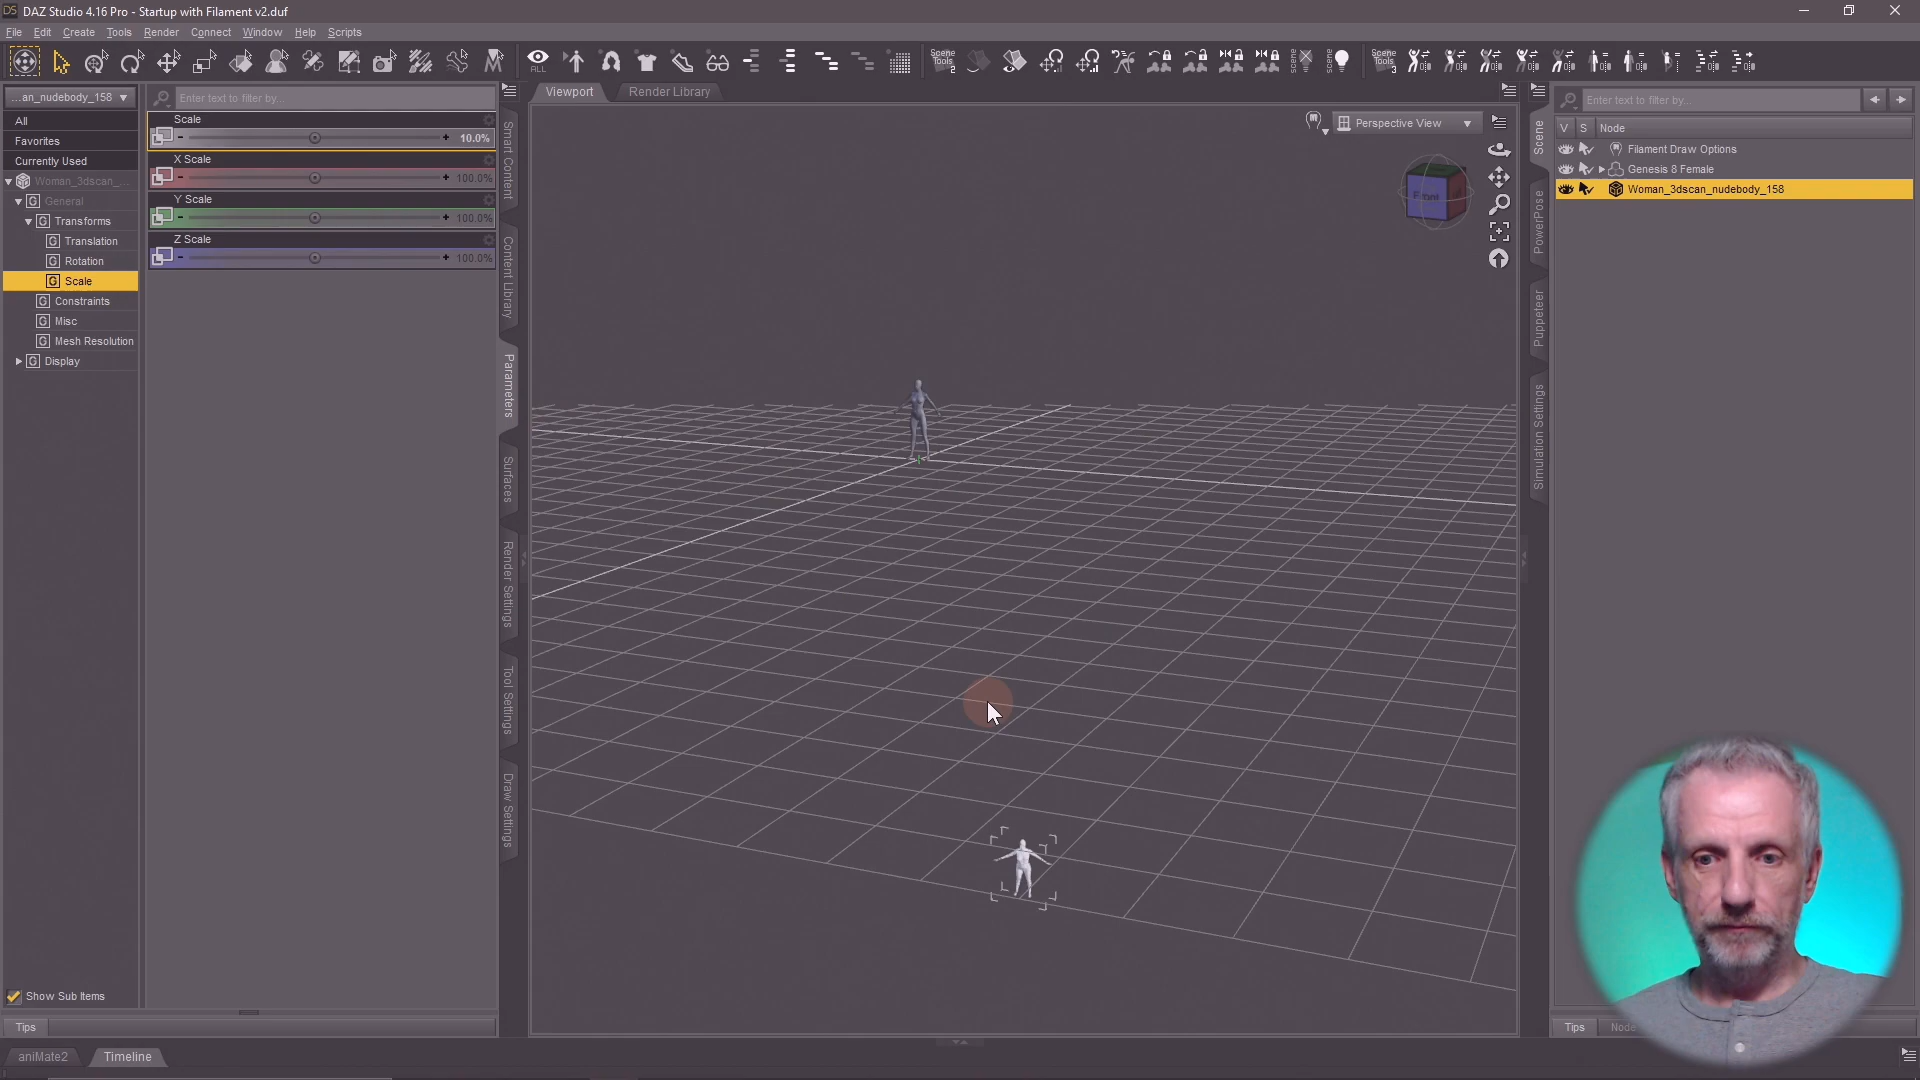 DS DAZ Studio 4.16 Pro - Startup with Filament v2.duf
File Edit Create Tools Render Connect Window Help Scripts
ALL
Scene Tools 2
scene
scene
Scene Tools 3
...an_nudebody_158
Enter text to filter by...
All
Favorites
Currently Used
Woman_3dscan_...
General
Transforms
Translation
Rotation
Scale
Constraints
Misc
Mesh Resolution
Display
Show Sub Items
Tips
Scale
10.0%
X Scale
100.0%
Y Scale
100.0%
Z Scale
100.0%
Smart Content
Content Library
Parameters
Surfaces
Render Settings
Tool Settings
Draw Settings
Viewport
Render Library
Perspective View
Front
Scene
PowerPose
Puppeteer
Simulation Settings
Enter text to filter by...
V S Node
Filament Draw Options
Genesis 8 Female
Woman_3dscan_nudebody_158
Tips
Node
aniMate2
Timeline